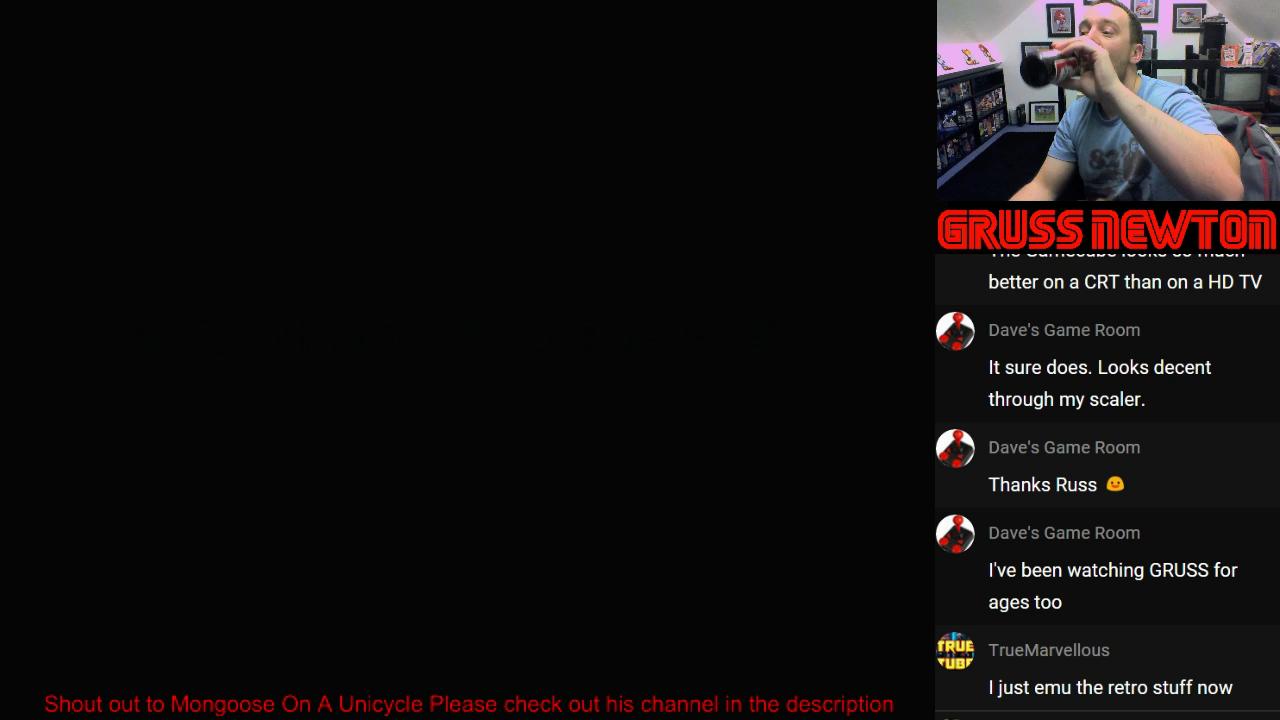 GRUSS NEWTON
better on a CRT than on a HD TV
Dave's Game Room
It sure does. Looks decent
through my scaler.
Dave's Game Room
Thanks Russ
Dave's Game Room
I've been watching GRUSS for
ages too
TRUE
TUBE
TrueMarvellous
I just emu the retro stuff now
Shout out to Mongoose On A Unicycle Please check out his channel in the description